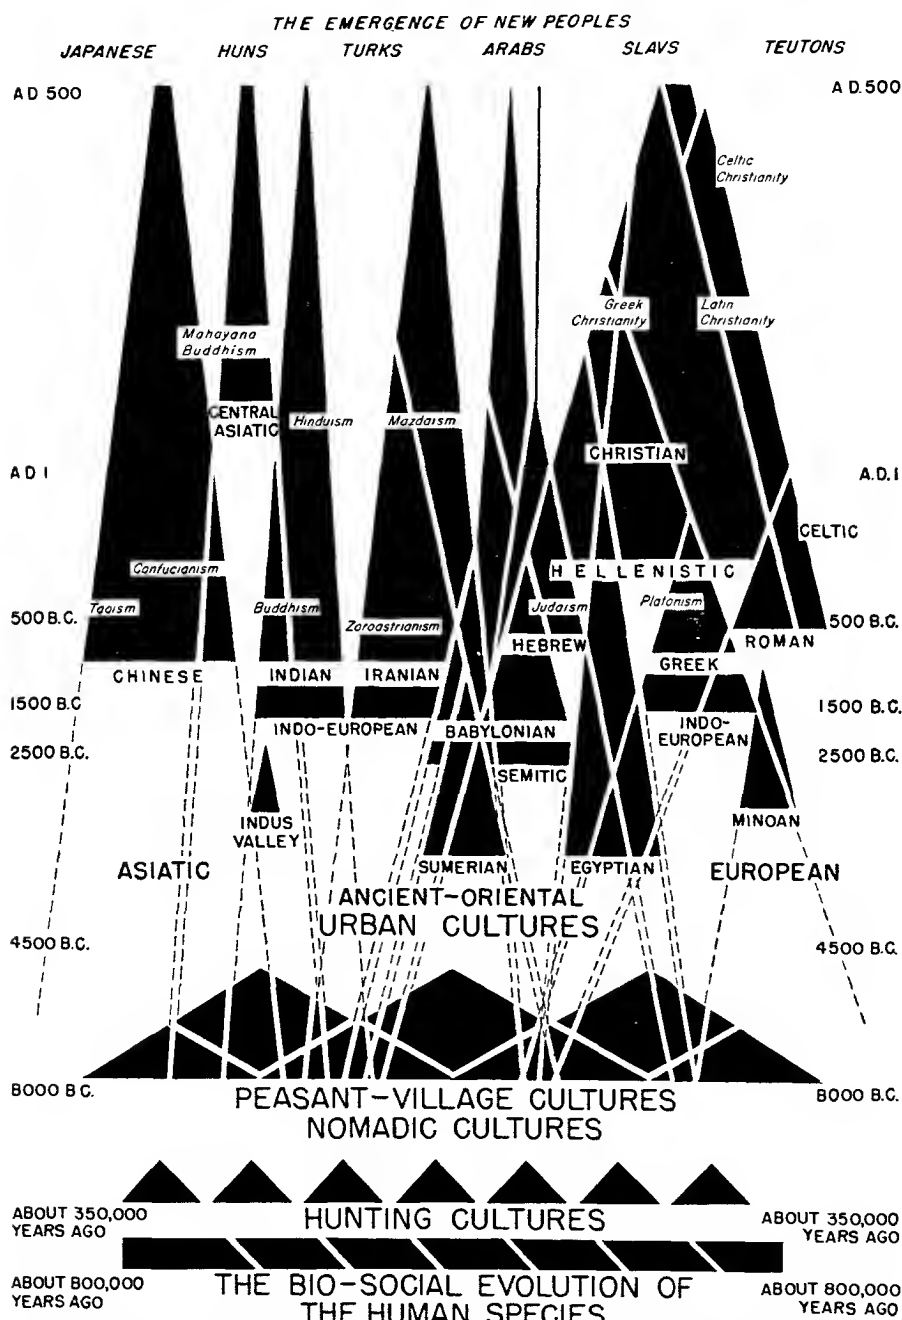 THE EMERGENCE OF NEW PEOPLES
JAPANESE HUNS TURKS ARABS SLAVS TEUTONS
A D 500 A D. 500
Celtic
Christianity
Greek
Christianity
Latin
Christianity
Mahayana
Buddhism
CENTRAL
ASIATIC
Hinduism Mazdaism
CHRISTIAN
A D I A.D.I
CELTIC
Confucianism HELLENISTIC
Taoism Buddhism Judaism Platonism
500 B.C. 500 B.C.
Zoroastrianism
HEBREW ROMAN
GREEK
CHINESE INDIAN IRANIAN
1500 B.C 1500 B.C.
INDO-EUROPEAN BABYLONIAN
INDO-
EUROPEAN
2500 B.C. 2500 B.C.
SEMITIC
INDUS
VALLEY
MINOAN
ASIATIC SUMERIAN EGYPTIAN EUROPEAN
ANCIENT-ORIENTAL
URBAN CULTURES
4500 B.C. 4500 B.C.
8000 B C. 8000 B.C.
PEASANT-VILLAGE CULTURES
NOMADIC CULTURES
ABOUT 350,000
YEARS AGO
HUNTING CULTURES
ABOUT 350,000
YEARS AGO
ABOUT 800,000
YEARS AGO
THE BIO-SOCIAL EVOLUTION OF
THE HUMAN SPECIES
ABOUT 800,000
YEARS AGO